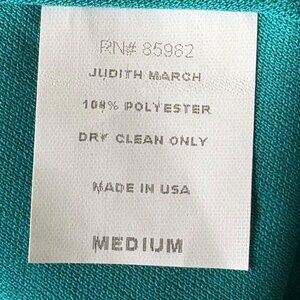 RN# 85982
JUDITH MARCH
100% POLYESTER
DRY CLEAN ONLY
MADE IN USA
MEDIUM